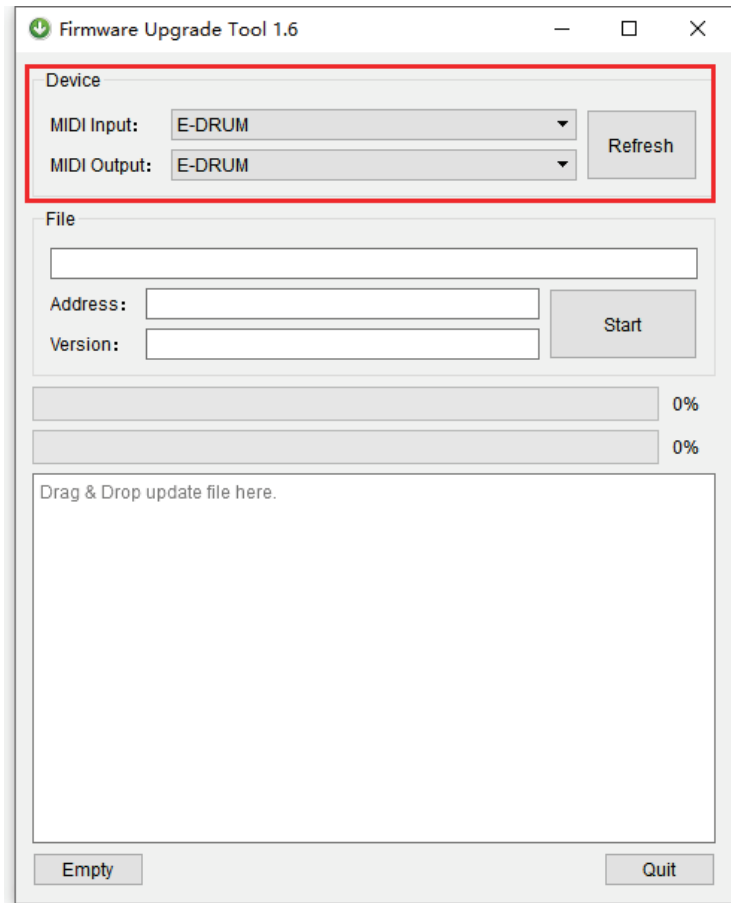 Firmware Upgrade Tool 1.6
Device
MIDI Input: E-DRUM
Refresh
MIDI Output: E-DRUM
File
Address:
Start
Version:
0%
0%
Drag & Drop update file here.
Empty Quit